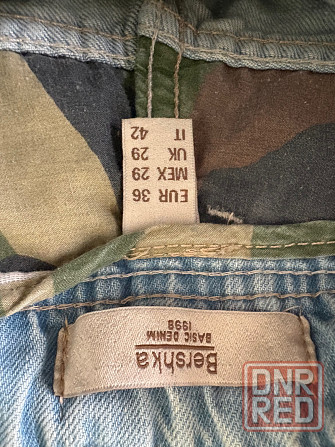 EUR 36
MEX 29
UK 29
IT 42
Bershka
BASIC DENIM
1998
DNR
RED